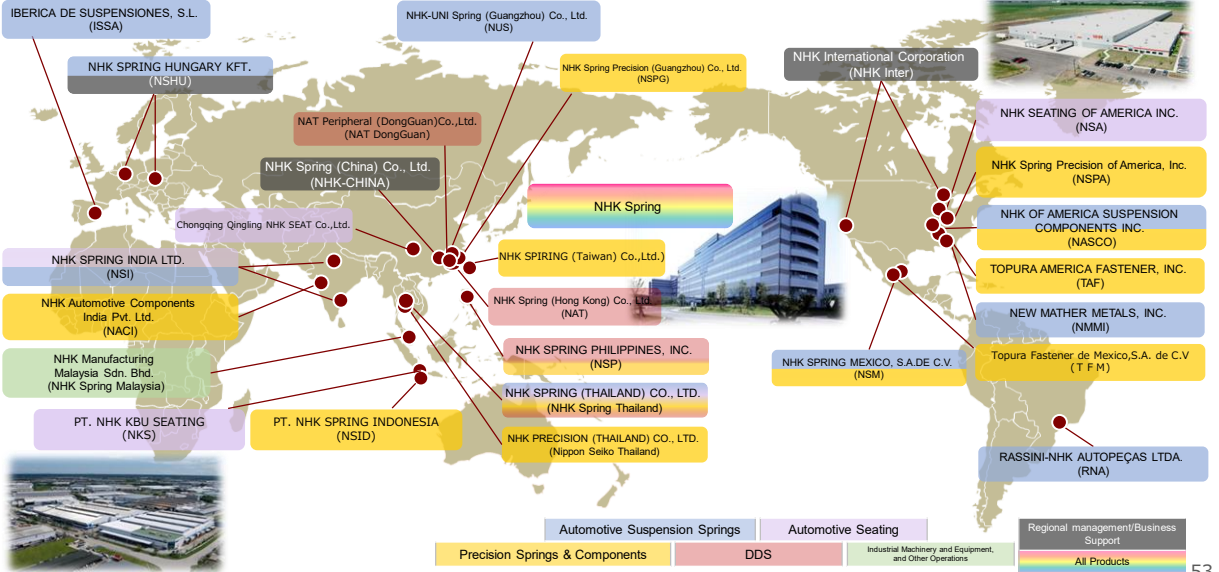 IBERICA DE SUSPENSIONES, S.L.
(ISSA)
NHK-UNI Spring (Guangzhou) Co., Ltd.
(NUS)
NHK SPRING HUNGARY KFT.
(NSHU)
NHK Spring Precision (Guangzhou) Co., Ltd.
(NSPG)
NHK International Corporation
(NHK Inter)
NAT Peripheral (DongGuan)Co.,Ltd.
(NAT DongGuan)
NHK SEATING OF AMERICA INC.
(NSA)
NHK Spring (China) Co., Ltd.
(NHK-CHINA)
NHK Spring Precision of America, Inc.
(NSPA)
NHK Spring
Chongqing Qingling NHK SEAT Co.,Ltd.
NHK OF AMERICA SUSPENSION
COMPONENTS INC.
(NASCO)
NHK SPRING INDIA LTD.
(NSI)
NHK SPIRING (Taiwan) Co.,Ltd.)
TOPURA AMERICA FASTENER, INC.
(TAF)
NHK Automotive Components
India Pvt. Ltd.
(NACI)
NHK Spring (Hong Kong) Co., Ltd
(NAT)
NEW MATHER METALS, INC.
(NMMI)
NHK Manufacturing
Malaysia Sdn. Bhd.
(NHK Spring Malaysia)
NHK SPRING PHILIPPINES, INC.
(NSP)
NHK SPRING MEXICO, S.A.DE C.V.
(NSM)
Topura Fastener de Mexico,S.A. de C.V
(T F M)
NHK SPRING (THAILAND) CO., LTD.
(NHK Spring Thailand)
PT. NHK KBU SEATING
(NKS)
PT. NHK SPRING INDONESIA
(NSID)
NHK PRECISION (THAILAND) CO., LTD.
(Nippon Seiko Thailand)
RASSINI-NHK AUTOPEÇAS LTDA.
(RNA)
Automotive Suspension Springs
Automotive Seating
Regional management/Business
Support
Precision Springs & Components
DDS
Industrial Machinery and Equipment,
and Other Operations
All Products
53